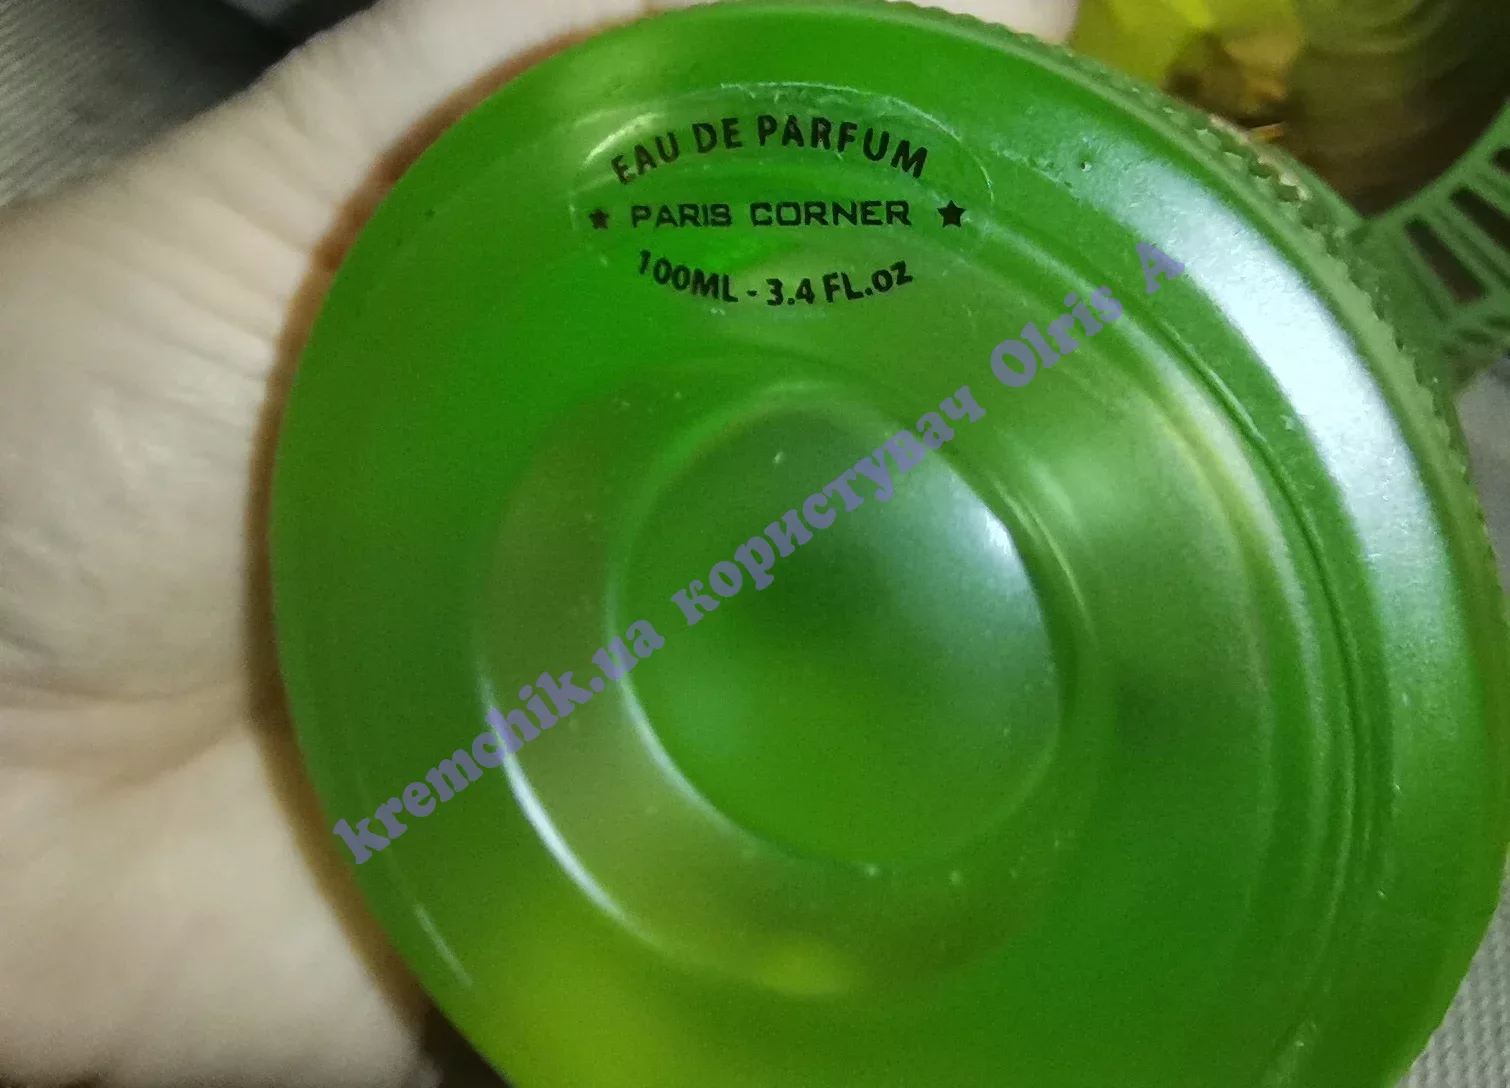 EAU DE PARFUM
★ PARIS CORNER ★
100ML - 3.4 FL.OZ
kremchik.ua користувач Olris A